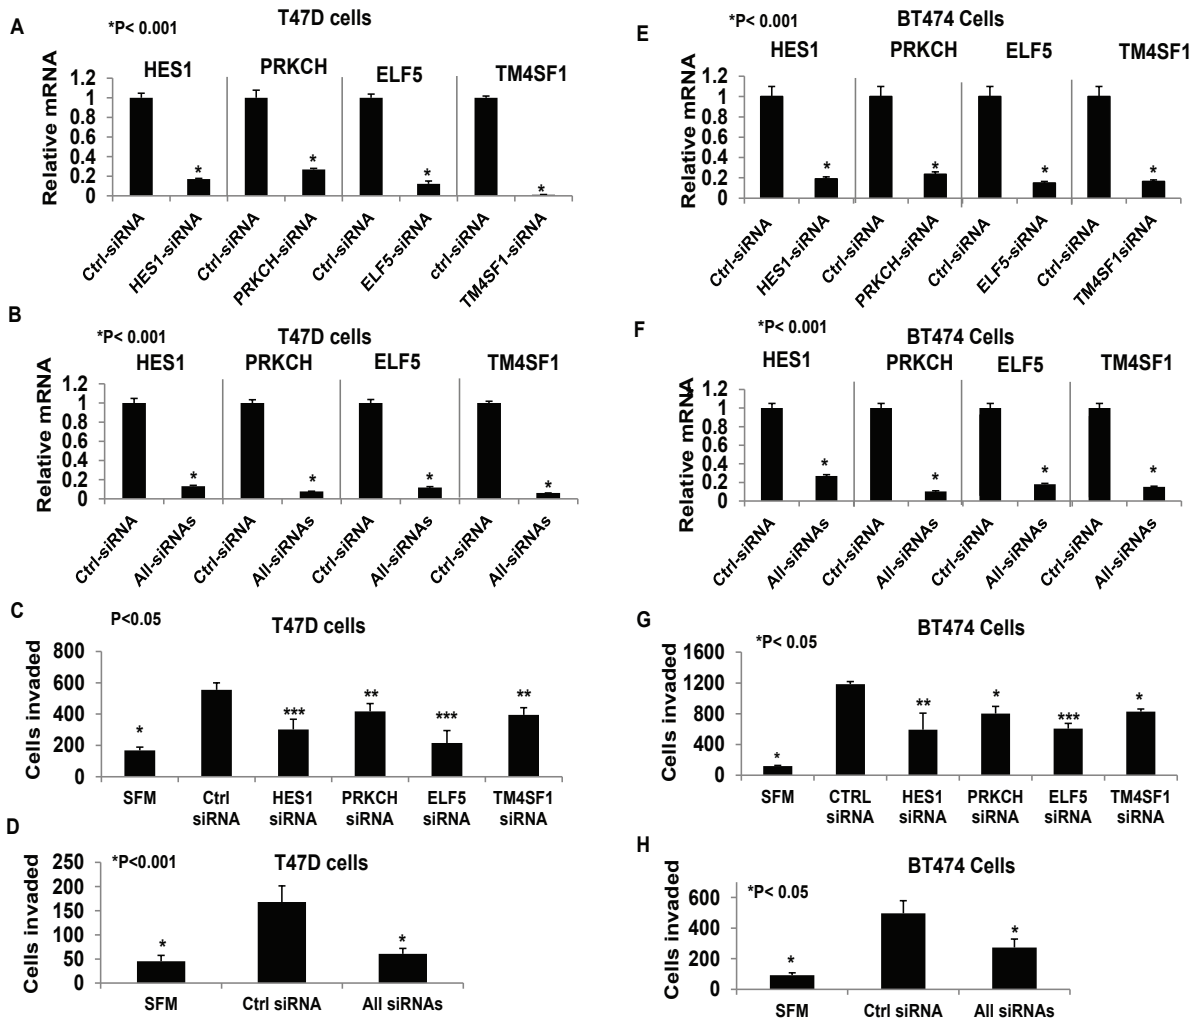 A
T47D cells
*P< 0.001
HES1 PRKCH ELF5 TM4SF1
Relative mRNA
1.2
1
0.8
0.6
0.4
0.2
0
* * * *
Ctrl-siRNA HES1-siRNA Ctrl-siRNA PRKCH-siRNA Ctrl-siRNA ELF5-siRNA ctrl-siRNA TM4SF1-siRNA
B
T47D cells
*P< 0.001
HES1 PRKCH ELF5 TM4SF1
Relative mRNA
1.2
1
0.8
0.6
0.4
0.2
0
* * * *
Ctrl-siRNA All-siRNAs Ctrl-siRNA All-siRNAs Ctrl-siRNA All-siRNAs Ctrl-siRNA All-siRNAs
C
P<0.05
T47D cells
Cells invaded
800
600
400
200
0
* *** ** *** **
SFM Ctrl HES1 PRKCH ELF5 TM4SF1
siRNA siRNA siRNA siRNA siRNA
D
T47D cells
*P<0.001
Cells invaded
250
200
150
100
50
0
* *
SFM Ctrl siRNA All siRNAs
E
BT474 Cells
*P< 0.001
HES1 PRKCH ELF5 TM4SF1
Relative mRNA
1.2
1
0.8
0.6
0.4
0.2
0
* * * *
Ctrl-siRNA HES1-siRNA Ctrl-siRNA PRKCH-siRNA Ctrl-siRNA ELF5-siRNA Ctrl-siRNA TM4SF1siRNA
F
*P< 0.001
BT474 Cells
HES1 PRKCH ELF5 TM4SF1
Relative mRNA
1.2
1
0.8
0.6
0.4
0.2
0
* * * *
Ctrl-siRNA All-siRNAs Ctrl-siRNA All-siRNAs Ctrl-siRNA All-siRNAs Ctrl-siRNA All-siRNAs
G
BT474 Cells
*P< 0.05
Cells invaded
1600
1200
800
400
0
* ** * *** *
SFM CTRL HES1 PRKCH ELF5 TM4SF1
siRNA siRNA siRNA siRNA siRNA
H
BT474 Cells
*P< 0.05
Cells invaded
600
400
200
0
* *
SFM Ctrl siRNA All siRNAs